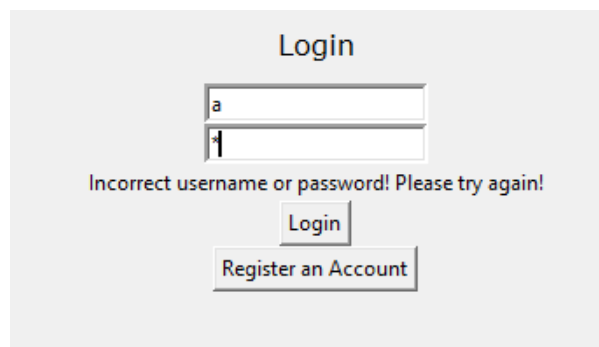 Login
a
*
Incorrect username or password! Please try again!
Login
Register an Account